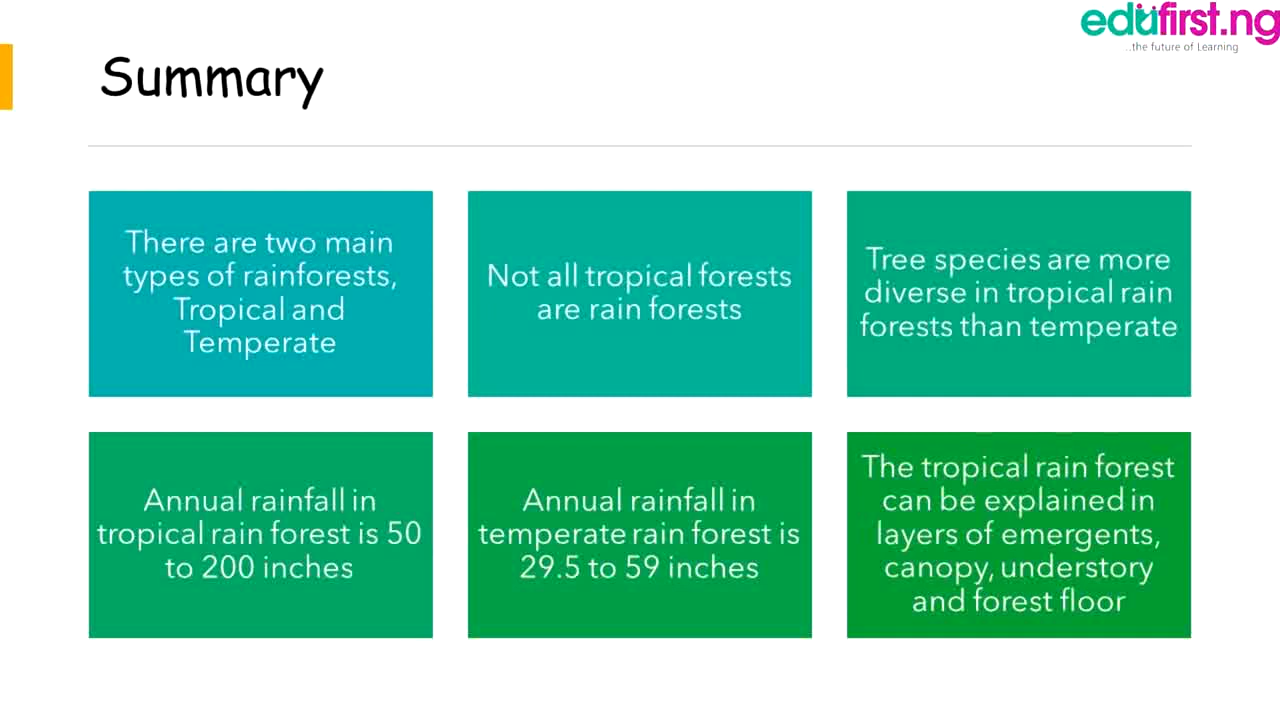 edufirst.ng
...the future of Learning
Summary
There are two main
types of rainforests,
Tropical and
Temperate
Not all tropical forests
are rain forests
Tree species are more
diverse in tropical rain
forests than temperate
Annual rainfall in
tropical rain forest is 50
to 200 inches
Annual rainfall in
temperate rain forest is
29.5 to 59 inches
The tropical rain forest
can be explained in
layers of emergents,
canopy, understory
and forest floor